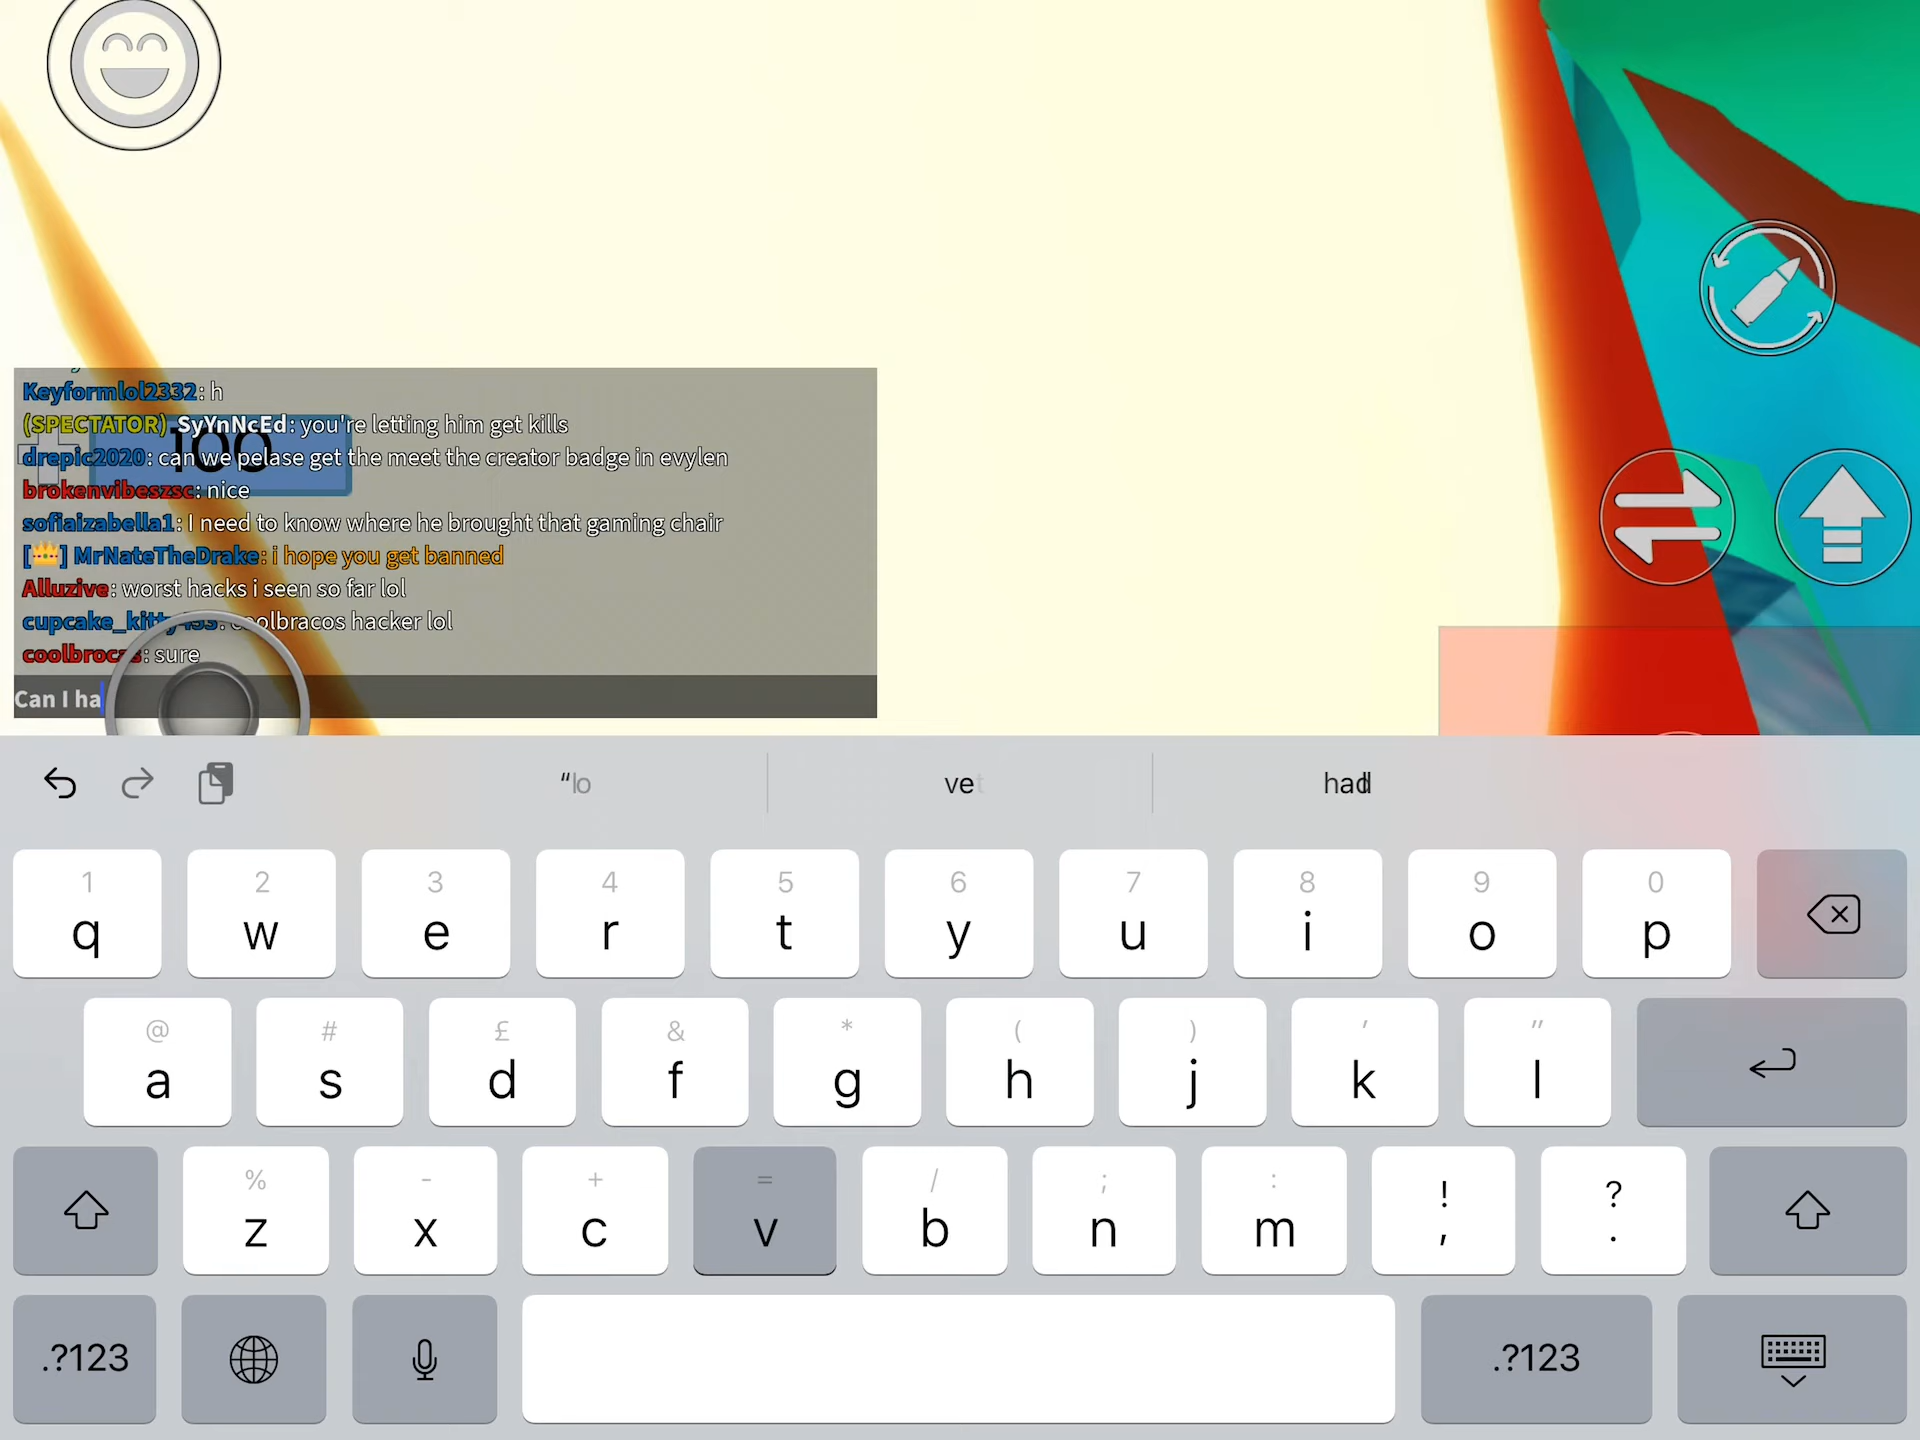 Keyformlol2332: h
(SPECTATOR) SyYnNcEd: you're letting him get kills
100
drepic2020: can we pelase get the meet the creator badge in evylen
brokenvibeszsc: nice
sofiaizabella1: I need to know where he brought that gaming chair
[👑] MrNateTheDrake: i hope you get banned
Alluzive: worst hacks i seen so far lol
coolbracos hacker lol
coolbrocas: sure
Can I ha
1 2 3 4 5 6 7 8 9 0
q w e r t y u i o p
@ # £ & * ( ) ' "
a s d f g h j k l
% - + = / ; : ! ?
z x c v b n m , .
.?123 .?123